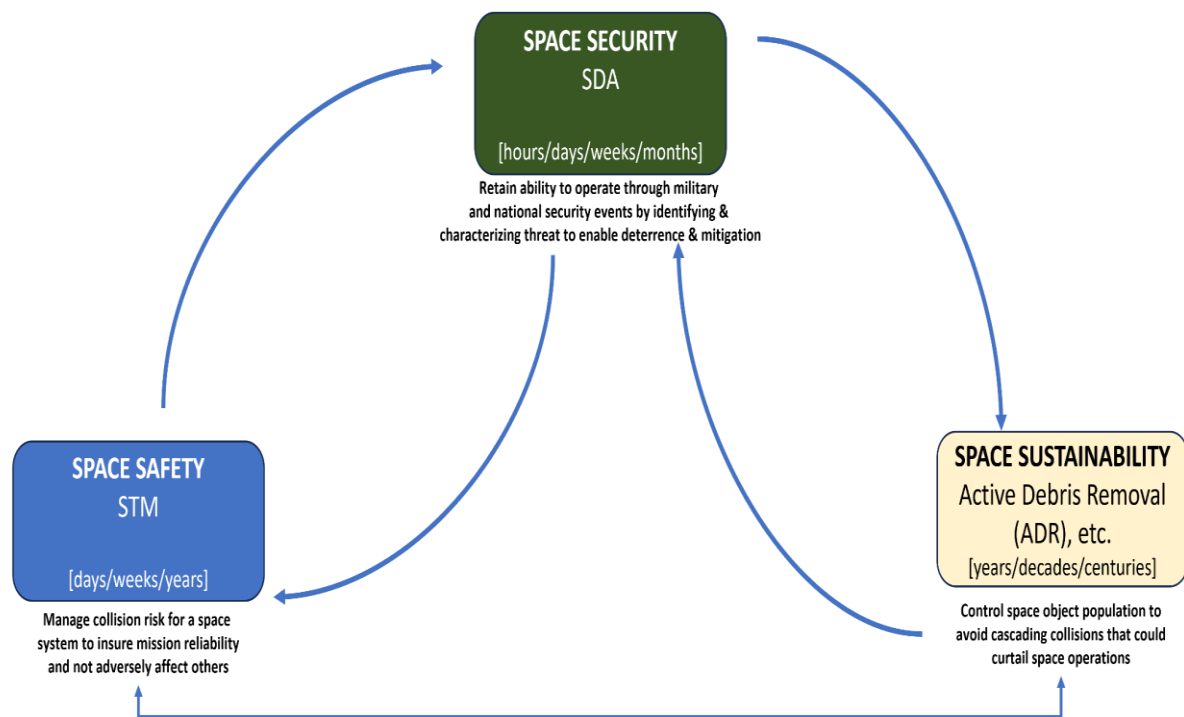 SPACE SECURITY
SDA
[hours/days/weeks/months]
Retain ability to operate through military
and national security events by identifying &
characterizing threat to enable deterrence & mitigation
SPACE SAFETY
STM
[days/weeks/years]
Manage collision risk for a space
system to insure mission reliability
and not adversely affect others
SPACE SUSTAINABILITY
Active Debris Removal
(ADR), etc.
[years/decades/centuries]
Control space object population to
avoid cascading collisions that could
curtail space operations